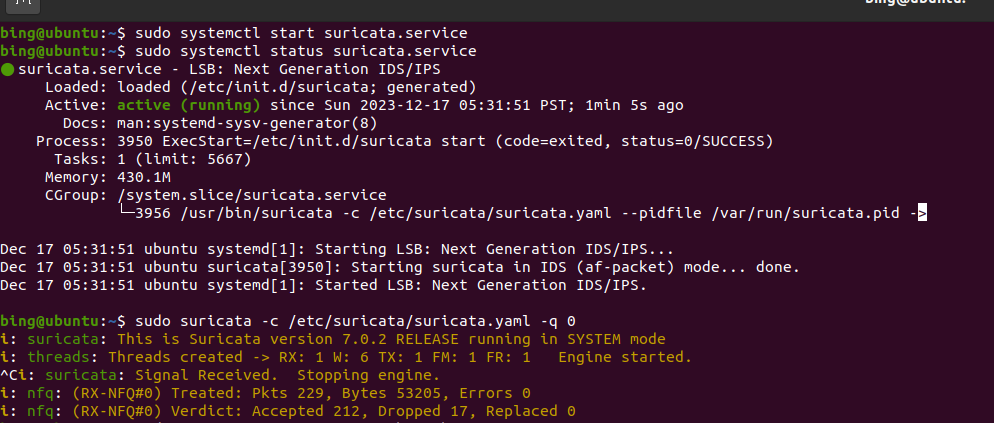 bing@ubuntu:~$ sudo systemctl start suricata.service
bing@ubuntu:~$ sudo systemctl status suricata.service
suricata.service - LSB: Next Generation IDS/IPS
Loaded: loaded (/etc/init.d/suricata; generated)
Active: active (running) since Sun 2023-12-17 05:31:51 PST; 1min 5s ago
Docs: man:systemd-sysv-generator(8)
Process: 3950 ExecStart=/etc/init.d/suricata start (code=exited, status=0/SUCCESS)
Tasks: 1 (limit: 5667)
Memory: 430.1M
CGroup: /system.slice/suricata.service
└─3956 /usr/bin/suricata -c /etc/suricata/suricata.yaml --pidfile /var/run/suricata.pid ->
Dec 17 05:31:51 ubuntu systemd[1]: Starting LSB: Next Generation IDS/IPS...
Dec 17 05:31:51 ubuntu suricata[3950]: Starting suricata in IDS (af-packet) mode... done.
Dec 17 05:31:51 ubuntu systemd[1]: Started LSB: Next Generation IDS/IPS.
bing@ubuntu:~$ sudo suricata -c /etc/suricata/suricata.yaml -q 0
i: suricata: This is Suricata version 7.0.2 RELEASE running in SYSTEM mode
i: threads: Threads created -> RX: 1 W: 6 TX: 1 FM: 1 FR: 1   Engine started.
^Ci: suricata: Signal Received.  Stopping engine.
i: nfq: (RX-NFQ#0) Treated: Pkts 229, Bytes 53205, Errors 0
i: nfq: (RX-NFQ#0) Verdict: Accepted 212, Dropped 17, Replaced 0